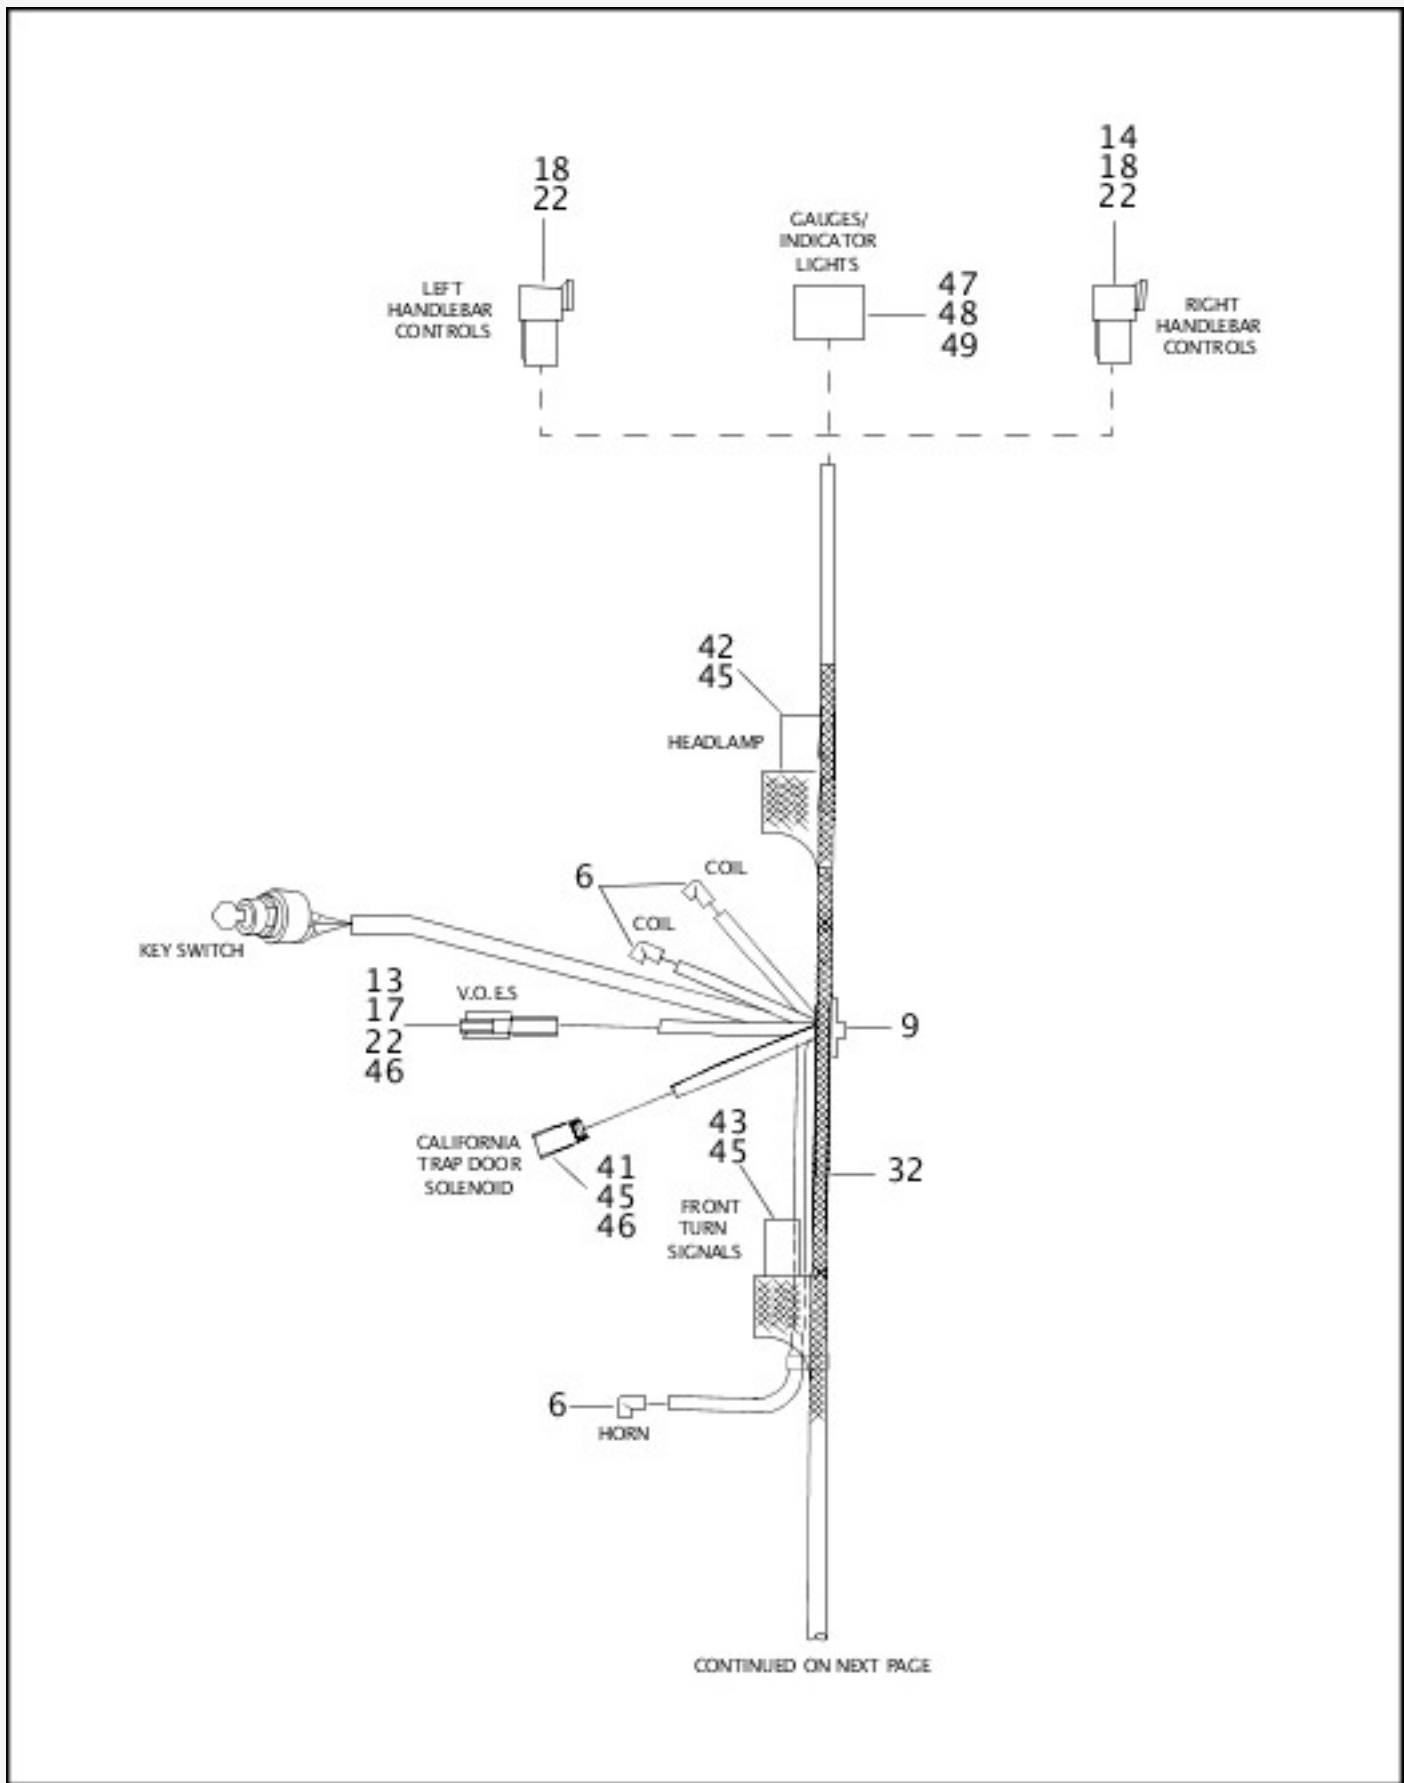 14
18
22
18
22
GAUGES/
INDICATOR
LIGHTS
47
48
49
LEFT
HANDLEBAR
CONTROLS
RIGHT
HANDLEBAR
CONTROLS
42
45
HEADLAMP
6
COIL
COIL
KEY SWITCH
13
17
22
46
V.O.E.S
9
CALIFORNIA
TRAP DOOR
SOLENOID
41
45
46
43
45
32
FRONT
TURN
SIGNALS
6
HORN
CONTINUED ON NEXT PAGE